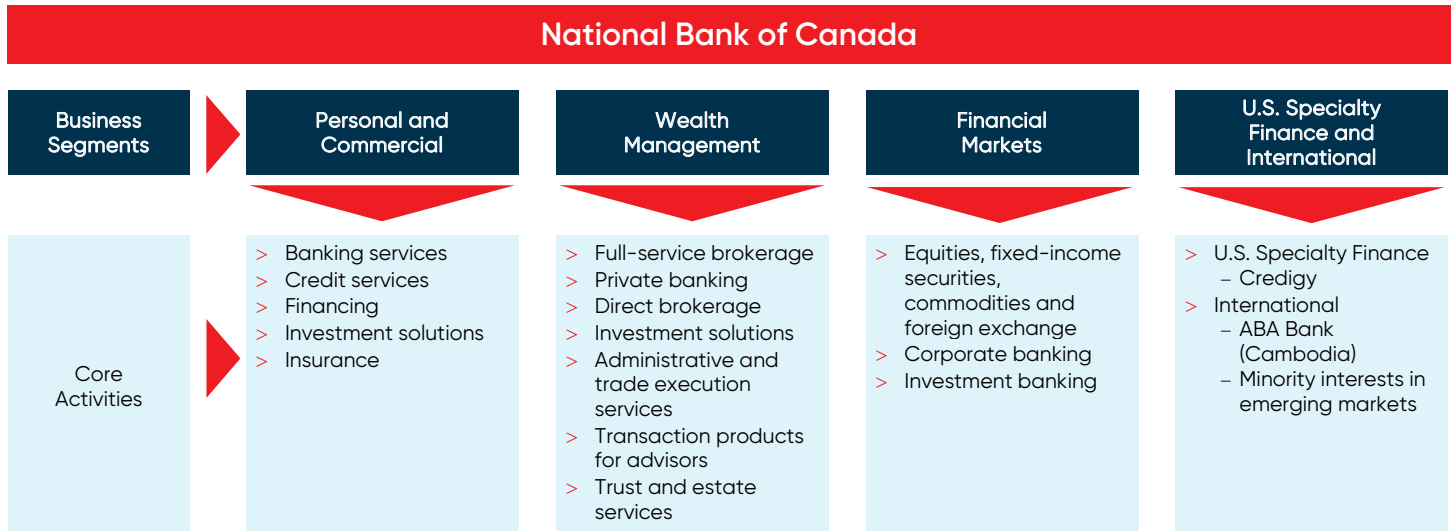 National Bank of Canada
Business
Segments
Personal and
Commercial
Wealth
Management
Financial
Markets
U.S. Specialty
Finance and
International
Core
Activities
> Banking services
> Credit services
> Financing
> Investment solutions
> Insurance
> Full-service brokerage
> Private banking
> Direct brokerage
> Investment solutions
> Administrative and
trade execution
services
> Transaction products
for advisors
> Trust and estate
services
> Equities, fixed-income
securities,
commodities and
foreign exchange
> Corporate banking
> Investment banking
> U.S. Specialty Finance
– Credigy
> International
– ABA Bank
(Cambodia)
– Minority interests in
emerging markets